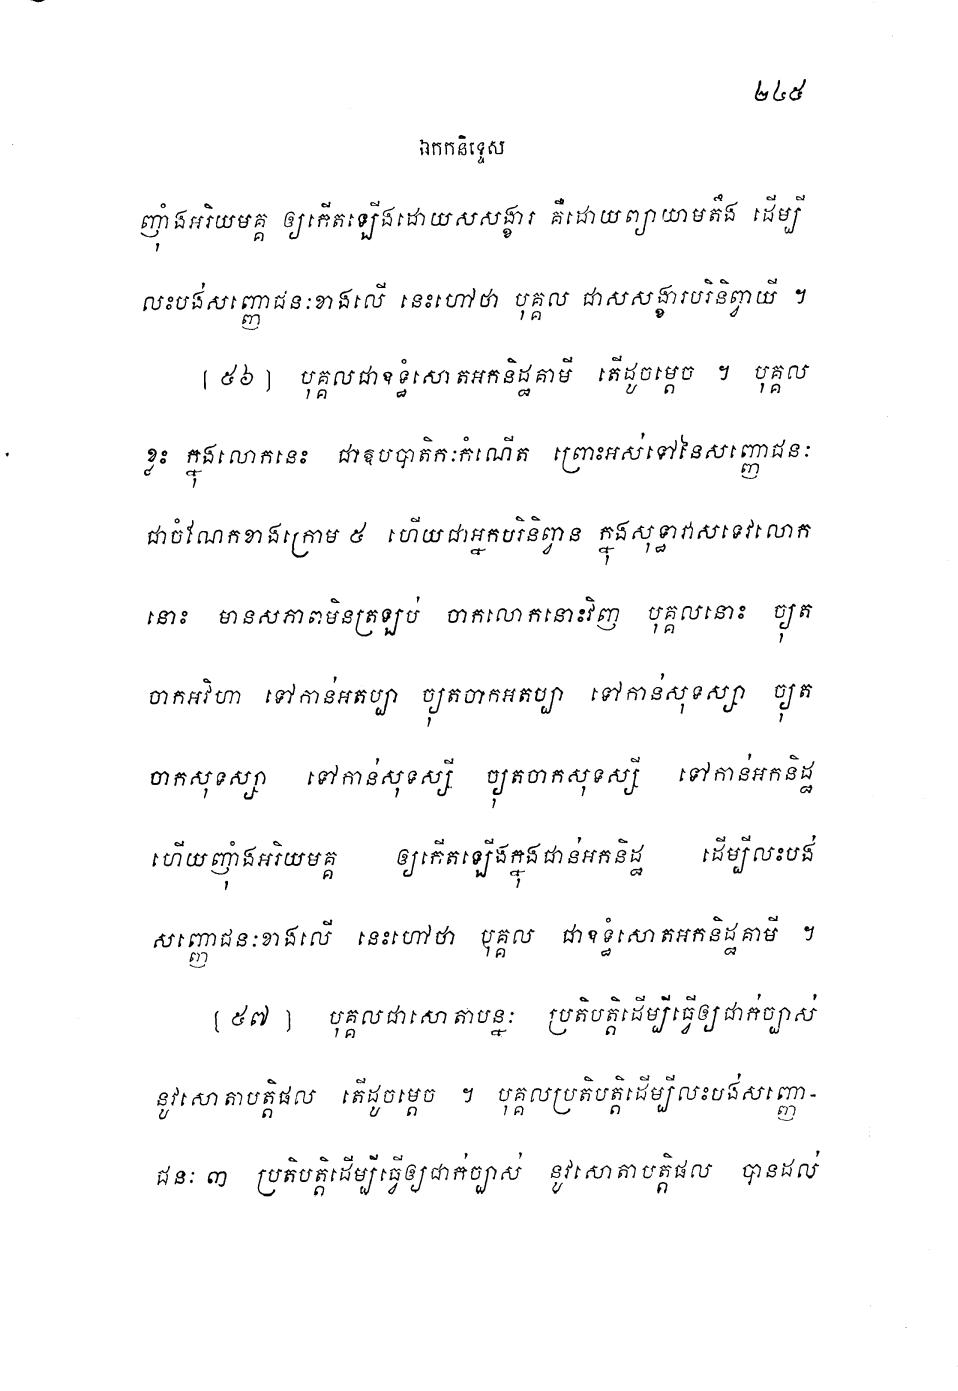 ២៤៥
ឯកកនិទ្ទេស
ញុំាងអរិយមគ្គ ឲ្យកើតឡើងដោយសសង្ខារ គឺដោយព្យាយាមតឹង ដើម្បី
លះបង់សញ្ញោជនៈខាងលើ នេះហៅថា បុគ្គល ជាសសង្ខារបរិនិព្វាយី ។
(៥៦) បុគ្គលជាឧទ្ធំសោតអកនិដ្ឋគាមី តើដូចម្តេច ។ បុគ្គល
ខ្លះ ក្នុងលោកនេះ ជាឧបបាតិកៈកំណើត ព្រោះអស់ទៅនៃសញ្ញោជនៈ
ជាចំណែកខាងក្រោម ៥ ហើយជាអ្នកបរិនិព្វាន ក្នុងសុទ្ធាវាសទេវលោក
នោះ មានសភាពមិនត្រឡប់ ចាកលោកនោះវិញ បុគ្គលនោះ ច្យុត
ចាកអវិហា ទៅកាន់អតប្បា ច្យុតចាកអតប្បា ទៅកាន់សុទស្សា ច្យុត
ចាកសុទស្សា ទៅកាន់សុទស្សី ច្យុតចាកសុទស្សី ទៅកាន់អកនិដ្ឋ
ហើយញុំាងអរិយមគ្គ ឲ្យកើតឡើងក្នុងជាន់អកនិដ្ឋ ដើម្បីលះបង់
សញ្ញោជនៈខាងលើ នេះហៅថា បុគ្គល ជាឧទ្ធំសោតអកនិដ្ឋគាមី ។
(៥៧) បុគ្គលជាសោតាបន្នៈ ប្រតិបត្តិដើម្បីធ្វើឲ្យជាក់ច្បាស់
នូវសោតាបត្តិផល តើដូចម្តេច ។ បុគ្គលប្រតិបត្តិដើម្បីលះបង់សញ្ញោ-
ជនៈ ៣ ប្រតិបត្តិដើម្បីធ្វើឲ្យជាក់ច្បាស់ នូវសោតាបត្តិផល បានដល់